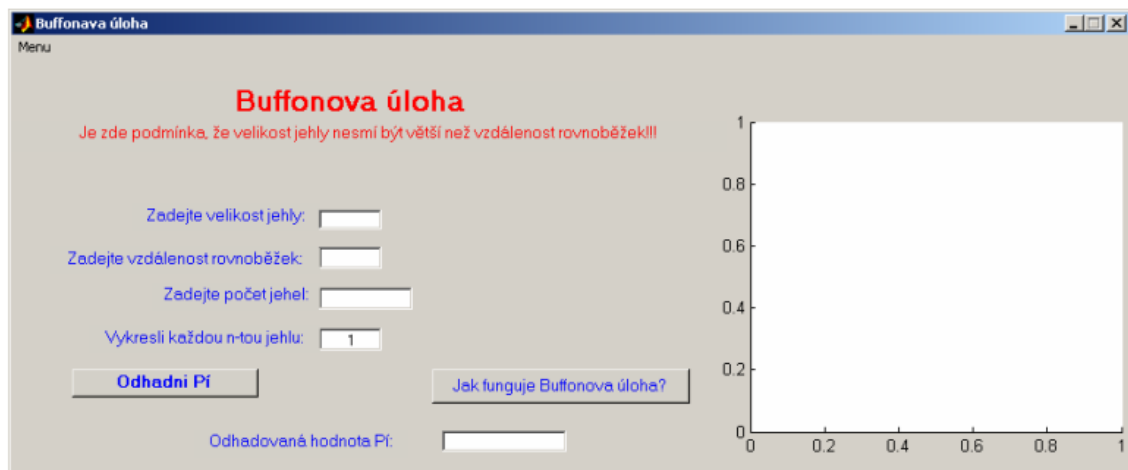 Buffonava úloha
Menu
Buffonova úloha
Je zde podmínka, že velikost jehly nesmí být větší než vzdálenost rovnoběžek!!!
Zadejte velikost jehly:
Zadejte vzdálenost rovnoběžek:
Zadejte počet jehel:
Vykresli každou n-tou jehlu: 1
Odhadni Pí
Jak funguje Buffonova úloha?
Odhadovaná hodnota Pí:
1
0.8
0.6
0.4
0.2
0
0 0.2 0.4 0.6 0.8 1